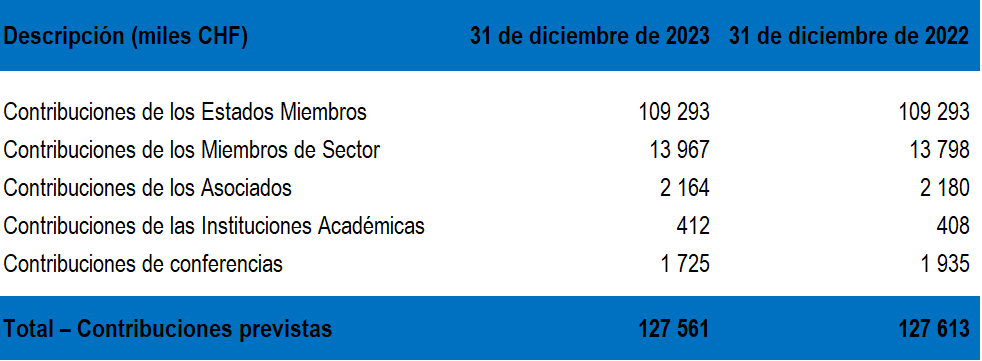 Descripción (miles CHF) 31 de diciembre de 2023 31 de diciembre de 2022
Contribuciones de los Estados Miembros 109 293 109 293
Contribuciones de los Miembros de Sector 13 967 13 798
Contribuciones de los Asociados 2 164 2 180
Contribuciones de las Instituciones Académicas 412 408
Contribuciones de conferencias 1 725 1 935
Total – Contribuciones previstas 127 561 127 613